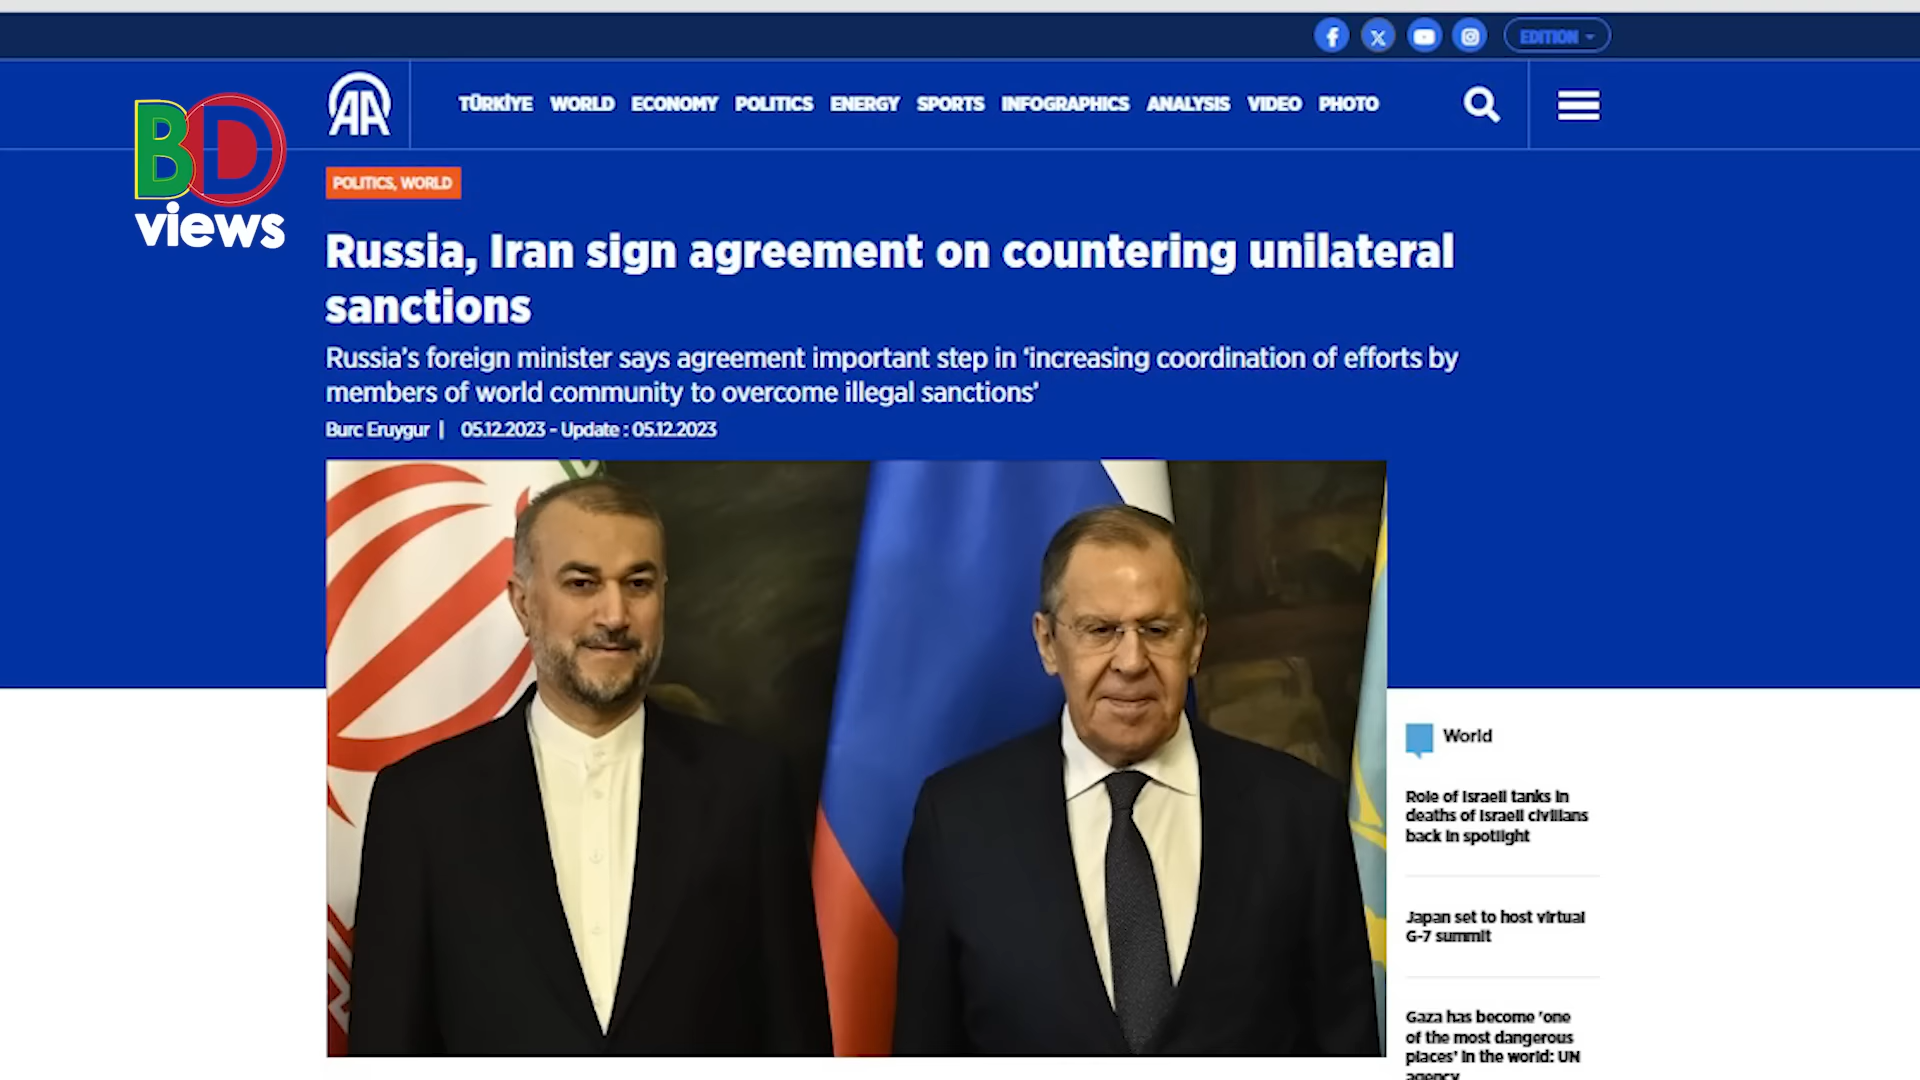 EDITION
AA
TÜRKİYE WORLD ECONOMY POLITICS ENERGY SPORTS INFOGRAPHICS ANALYSIS VIDEO PHOTO
BD
views
POLITICS, WORLD
Russia, Iran sign agreement on countering unilateral
sanctions
Russia's foreign minister says agreement important step in 'increasing coordination of efforts by
members of world community to overcome illegal sanctions'
Burc Eruygur | 05.12.2023 - Update : 05.12.2023
World
Role of Israeli tanks in
deaths of Israeli civilians
back in spotlight
Japan set to host virtual
G-7 summit
Gaza has become 'one
of the most dangerous
places' in the world: UN
agency